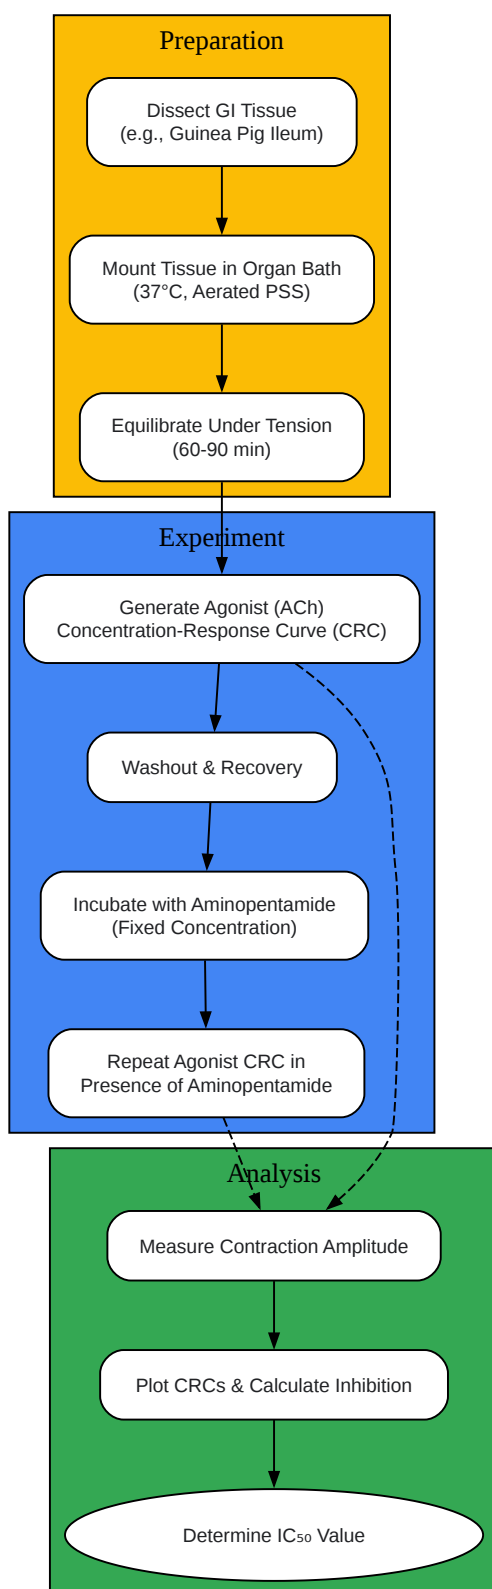 Preparation
Dissect GI Tissue
(e.g., Guinea Pig Ileum)
Mount Tissue in Organ Bath
(37°C, Aerated PSS)
Equilibrate Under Tension
(60-90 min)
Experiment
Generate Agonist (ACh)
Concentration-Response Curve (CRC)
Washout & Recovery
Incubate with Aminopentamide
(Fixed Concentration)
Repeat Agonist CRC in
Presence of Aminopentamide
Analysis
Measure Contraction Amplitude
Plot CRCs & Calculate Inhibition
Determine IC₅₀ Value